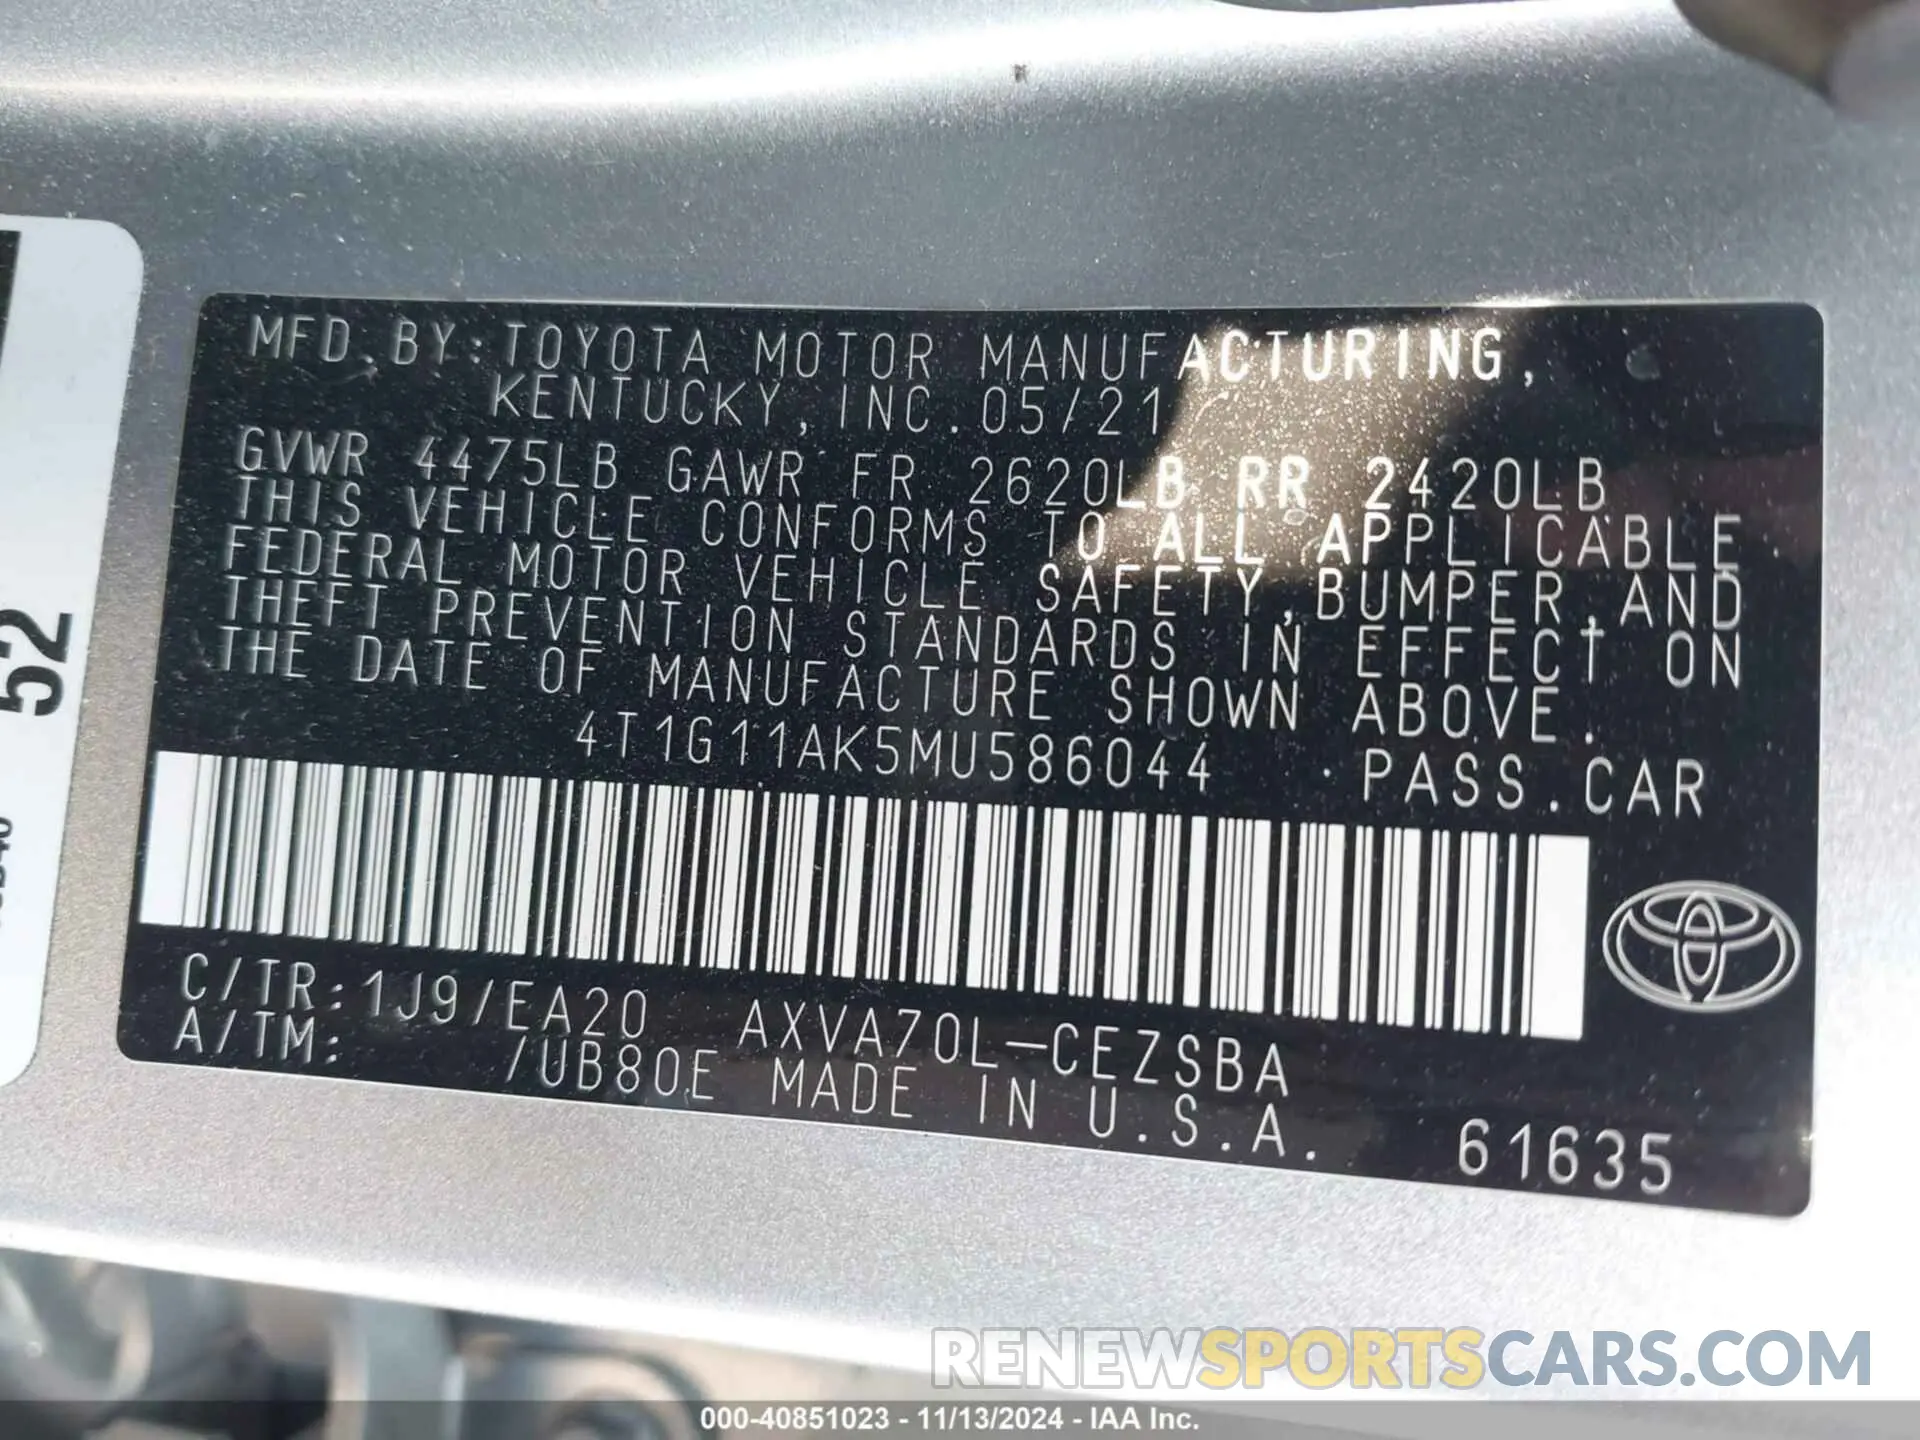 MFD.BY:TOYOTA MOTOR MANUFACTURING,
KENTUCKY,INC.05/21
GVWR 4475LB GAWR FR 2620LB RR 2420LB
THIS VEHICLE CONFORMS TO ALL APPLICABLE
FEDERAL MOTOR VEHICLE SAFETY,BUMPER,AND
THEFT PREVENTION STANDARDS IN EFFECT ON
THE DATE OF MANUFACTURE SHOWN ABOVE.
4T1G11AK5MU586044 PASS.CAR
C/TR:1J9/EA20 AXVA70L-CEZSBA
A/TM: /UB80E MADE IN U.S.A.
61635
52
RENEWSPORTSCARS.COM
000-40851023 - 11/13/2024 - IAA Inc.